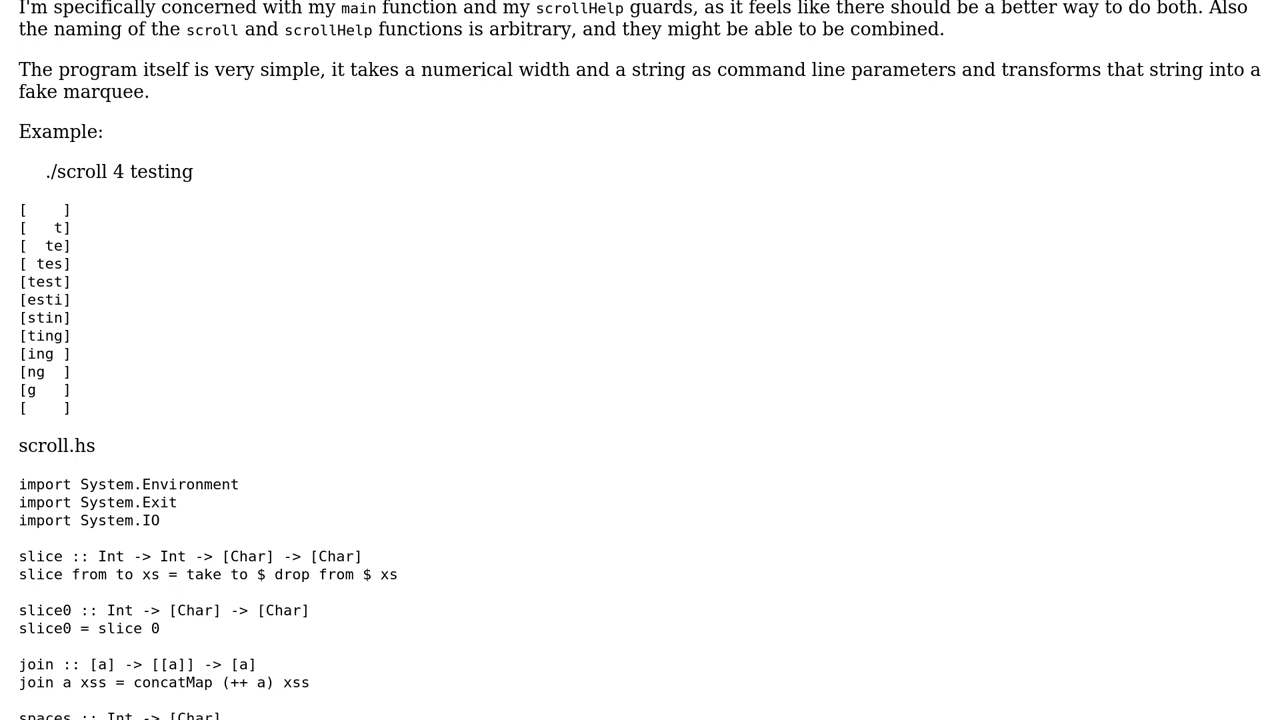 I'm specifically concerned with my main function and my scrollHelp guards, as it feels like there should be a better way to do both. Also
the naming of the scroll and scrollHelp functions is arbitrary, and they might be able to be combined.
The program itself is very simple, it takes a numerical width and a string as command line parameters and transforms that string into a
fake marquee.
Example:
./scroll 4 testing
[    ]
[   t]
[  te]
[ tes]
[test]
[esti]
[stin]
[ting]
[ing ]
[ng  ]
[g   ]
[    ]
scroll.hs
import System.Environment
import System.Exit
import System.IO
slice :: Int -> Int -> [Char] -> [Char]
slice from to xs = take to $ drop from $ xs
slice0 :: Int -> [Char] -> [Char]
slice0 = slice 0
join :: [a] -> [[a]] -> [a]
join a xss = concatMap (++ a) xss
spaces :: Int -> [Char]